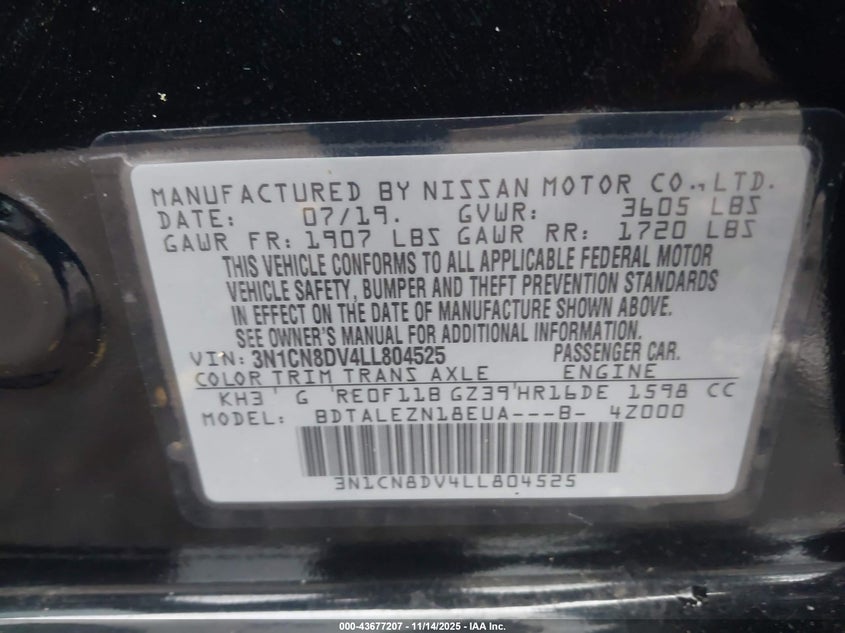 MANUFACTURED BY NISSAN MOTOR CO., LTD.
DATE: 07/19. GVWR: 3605 LBS
GAWR FR: 1907 LBS GAWR RR: 1720 LBS
THIS VEHICLE CONFORMS TO ALL APPLICABLE FEDERAL MOTOR
VEHICLE SAFETY, BUMPER AND THEFT PREVENTION STANDARDS
IN EFFECT ON THE DATE OF MANUFACTURE SHOWN ABOVE.
SEE OWNER'S MANUAL FOR ADDITIONAL INFORMATION.
VIN: 3N1CN8DV4LL804525 PASSENGER CAR.
COLOR TRIM TRANS AXLE ENGINE
KH3 ' G 'RE0F11B GZ39'HR16DE 1598 CC
MODEL: BDTALEZN18EUA---B- 4Z000
3N1CN8DV4LL804525
000-43677207 - 11/14/2025 - IAA Inc.